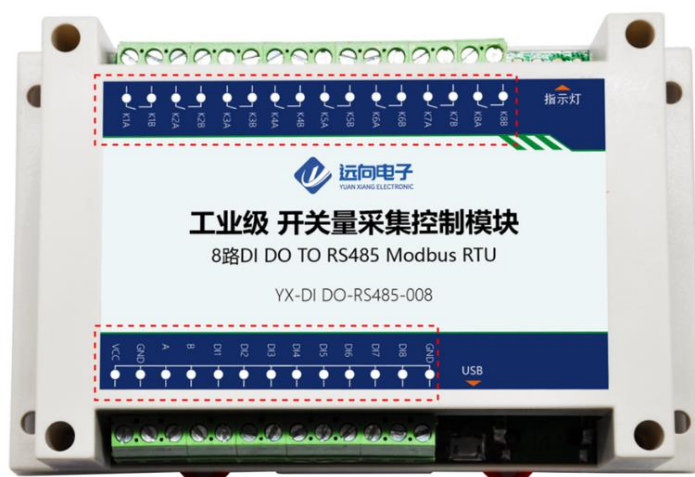 K1A K1B K2A K2B K3A K3B K4A K4B K5A K5B K6A K6B K7A K7B K8A K8B
指示灯
远向电子
YUAN XIANG ELECTRONIC
工业级 开关量采集控制模块
8路DI DO TO RS485 Modbus RTU
YX-DI DO-RS485-008
VCC GND A B DI1 DI2 DI3 DI4 DI5 DI6 DI7 DI8 GND
USB